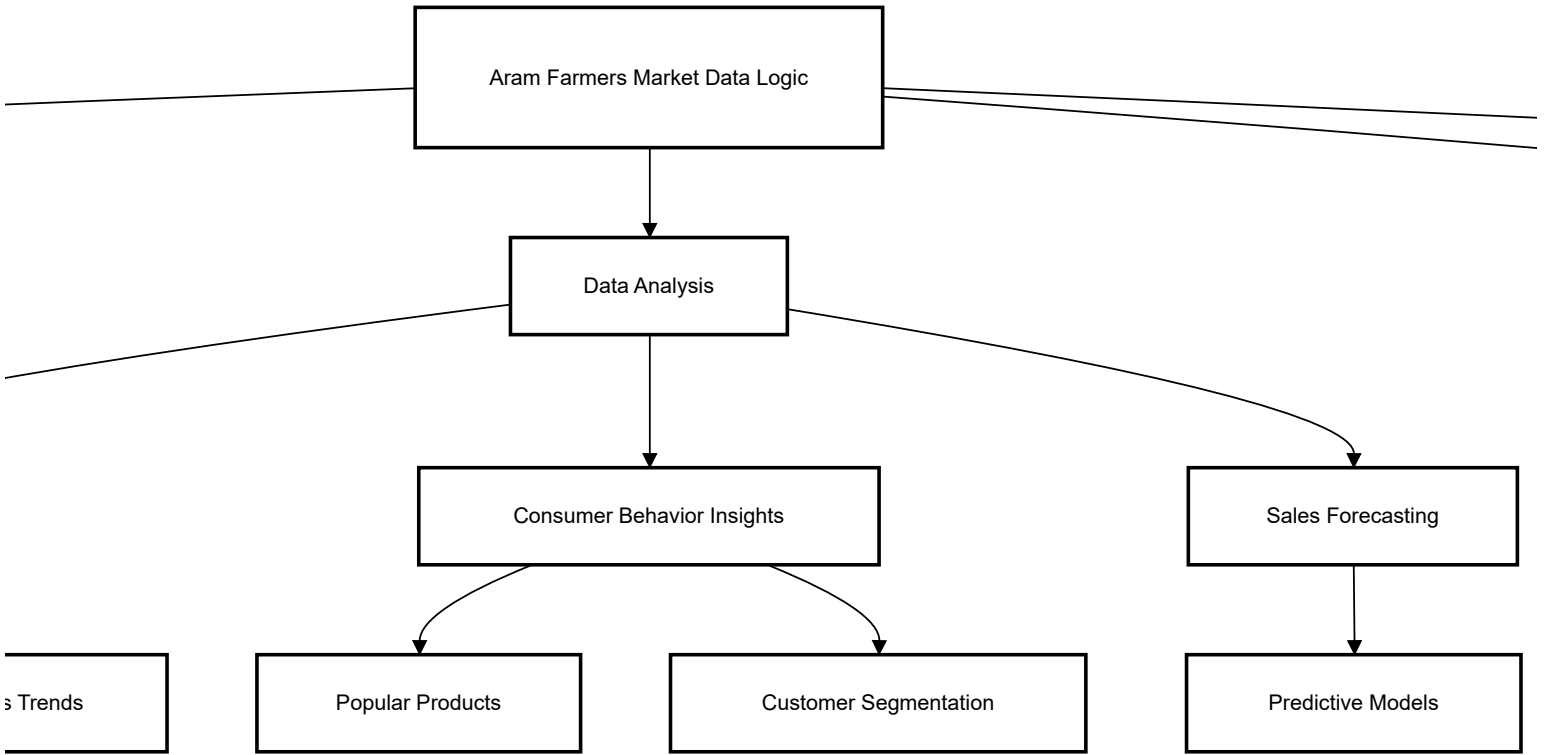 Aram Farmers Market Data Logic
Data Analysis
Consumer Behavior Insights
Sales Forecasting
s Trends
Popular Products
Customer Segmentation
Predictive Models